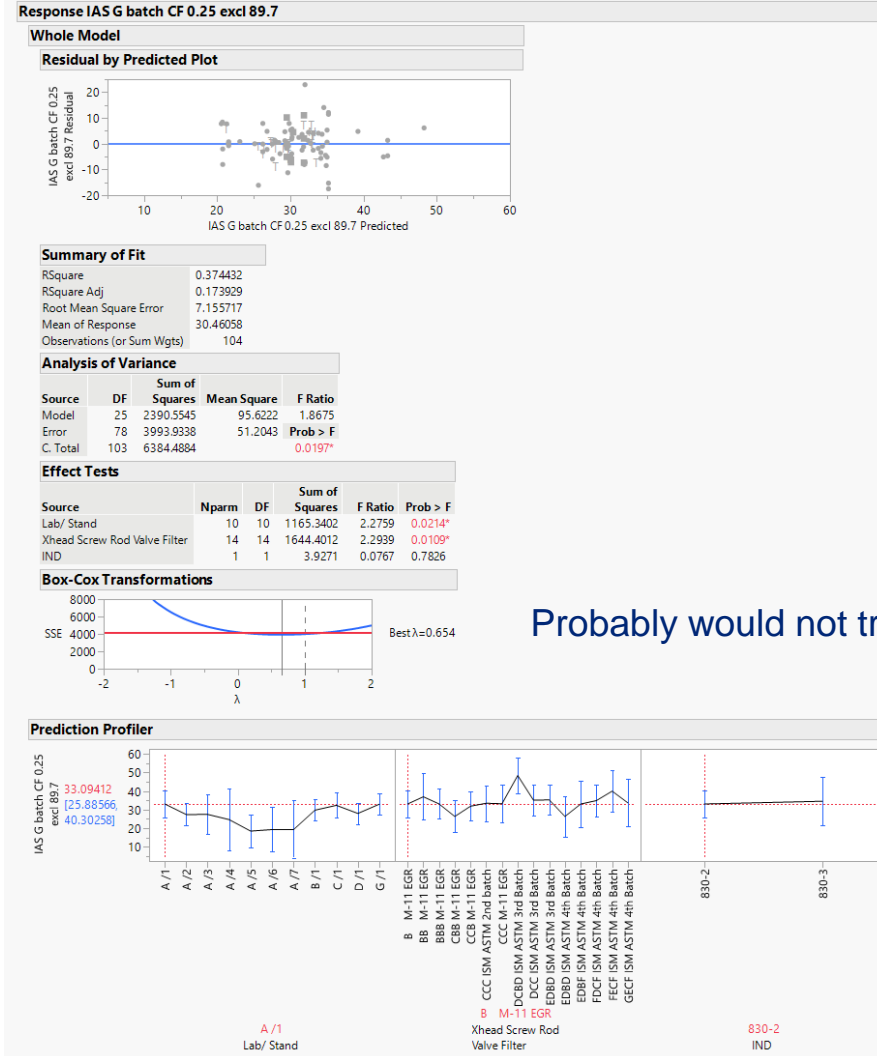 Response IAS G batch CF 0.25 excl 89.7
Whole Model
Residual by Predicted Plot
IAS G batch CF 0.25
excl 89.7 Residual
20
10
0
-10
-20
10 20 30 40 50 60
IAS G batch CF 0.25 excl 89.7 Predicted
Summary of Fit
RSquare 0.374432
RSquare Adj 0.173929
Root Mean Square Error 7.155717
Mean of Response 30.46058
Observations (or Sum Wgts) 104
Analysis of Variance
Source DF Sum of Squares Mean Square F Ratio
Model 25 2390.5545 95.6222 1.8675
Error 78 3993.9338 51.2043 Prob > F
C. Total 103 6384.4884 0.0197*
Effect Tests
Source Nparm DF Sum of Squares F Ratio Prob > F
Lab/ Stand 10 10 1165.3402 2.2759 0.0214*
Xhead Screw Rod Valve Filter 14 14 1644.4012 2.2939 0.0109*
IND 1 1 3.9271 0.0767 0.7826
Box-Cox Transformations
SSE
8000
6000
4000
2000
0
-2 -1 0 1 2
λ
Best λ=0.654
Probably would not tr
Prediction Profiler
IAS G batch CF 0.25
excl 89.7
33.09412
[25.88566,
40.30258]
60
50
40
30
20
10
A /1
A /2
A /3
A /4
A /5
A /6
A /7
B /1
C /1
D /1
G /1
B M-11 EGR
BB M-11 EGR
BBB M-11 EGR
CBB M-11 EGR
CCB M-11 EGR
CCC ISM ASTM 2nd batch
CCC M-11 EGR
DCBD ISM ASTM 3rd Batch
DCC ISM ASTM 3rd Batch
EDBD ISM ASTM 3rd Batch
EDBD ISM ASTM 4th Batch
EDBF ISM ASTM 4th Batch
FDCF ISM ASTM 4th Batch
FECF ISM ASTM 4th Batch
GECF ISM ASTM 4th Batch
830-2
830-3
A /1
Lab/ Stand
B M-11 EGR
Xhead Screw Rod
Valve Filter
830-2
IND